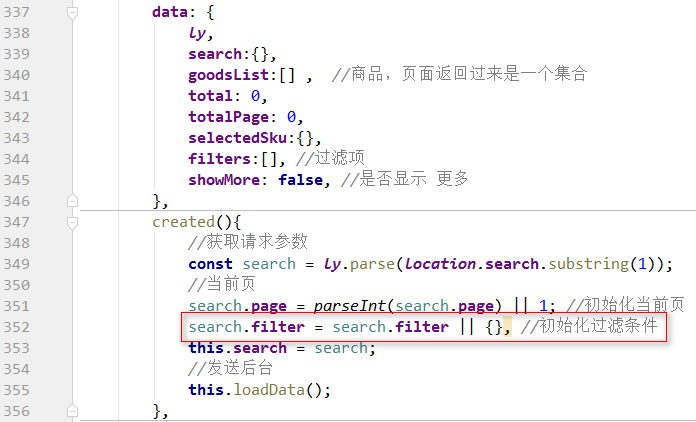 337 data: {
338 ly,
339 search:{},
340 goodsList:[] , //商品，页面返回过来是一个集合
341 total: 0,
342 totalPage: 0,
343 selectedSku:{},
344 filters:[], //过滤项
345 showMore: false, //是否显示 更多
346 },
347 created(){
348 //获取请求参数
349 const search = ly.parse(location.search.substring(1));
350 //当前页
351 search.page = parseInt(search.page) || 1; //初始化当前页
352 search.filter = search.filter || {}, //初始化过滤条件
353 this.search = search;
354 //发送后台
355 this.loadData();
356 },